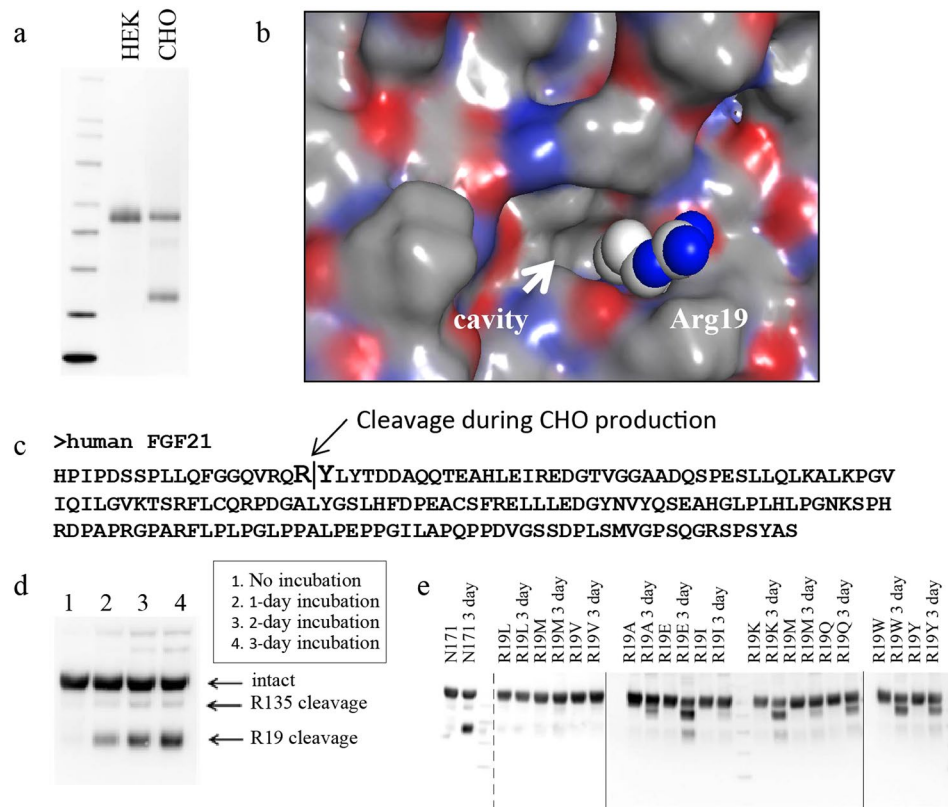 a
HEK
CHO
b
cavity
Arg19
c
Cleavage during CHO production
>human FGF21
HPIPDSSPLLQFGGQVRQR|YLYTDDAQQTEAHLEIREDGTVGGAADQSPESLLQLKALKPGV
IQILGVKTSRFLCQRPDGALYGSLHFDPEACSFRELLLEDGYNVYQSEAHGLPLHLPGNKSPH
RDPAPRGPARFLPLPGLPPALPEPPGILAPQPPDVGSSDPLSMVGPSQGRSPSYAS
d
1 2 3 4
1. No incubation
2. 1-day incubation
3. 2-day incubation
4. 3-day incubation
intact
R135 cleavage
R19 cleavage
e
N171
N171 3 day
R19L
R19L 3 day
R19M
R19M 3 day
R19V
R19V 3 day
R19A
R19A 3 day
R19E
R19E 3 day
R19I
R19I 3 day
R19K
R19K 3 day
R19M
R19M 3 day
R19Q
R19Q 3 day
R19W
R19W 3 day
R19Y
R19Y 3 day